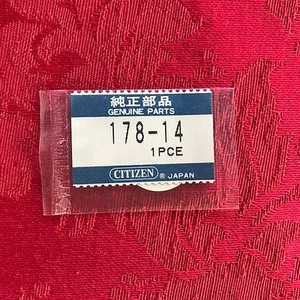 純正部品
GENUINE PARTS
178-14
1PCE
CITIZEN® JAPAN